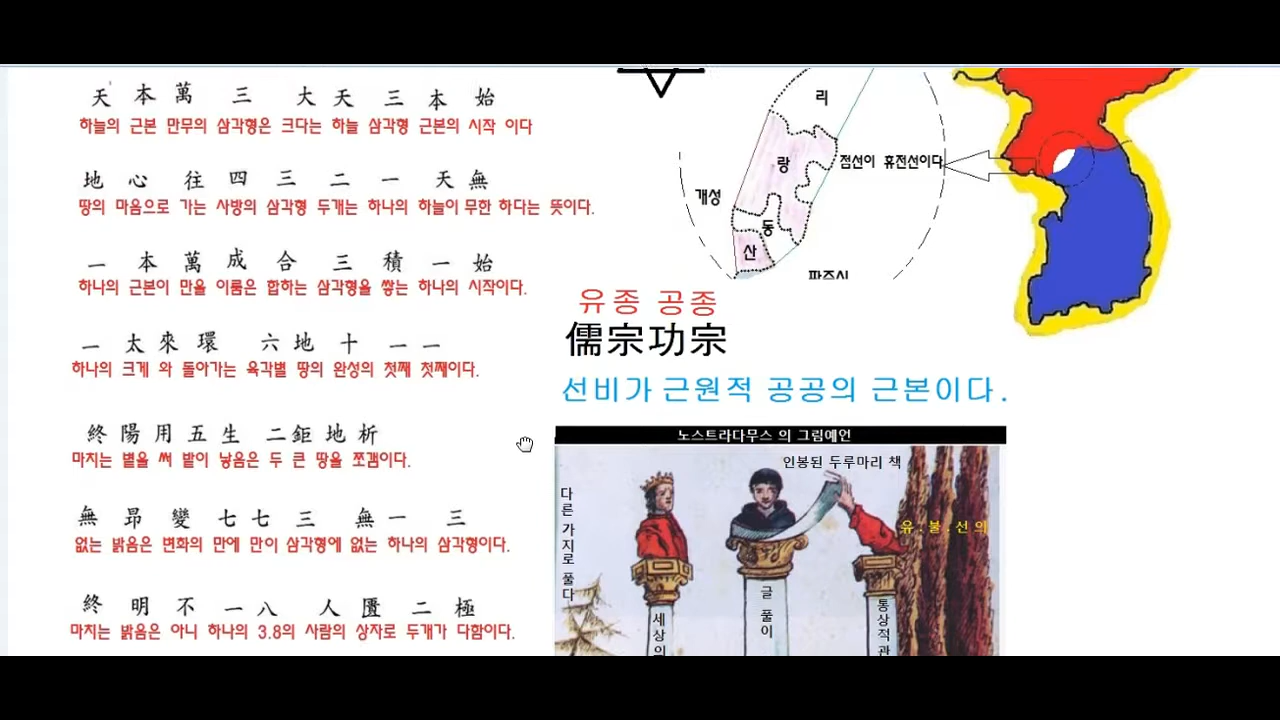 天 本 萬 三 大 天 三 本 始
하늘의 근본 만무의 삼각형은 크다는 하늘 삼각형 근본의 시작 이다
地 心 往 四 三 二 一 天 無
땅의 마음으로 가는 사방의 삼각형 두개는 하나의 하늘이 무한 하다는 뜻이다.
一 本 萬 成 合 三 積 一 始
하나의 근본이 만을 이룸은 합하는 삼각형을 쌓는 하나의 시작이다.
一 太 來 環 六 地 十 一 一
하나의 크게 와 돌아가는 육각별 땅의 완성의 첫째 첫째이다.
終 陽 用 五 生 二 鉅 地 析
마치는 볕을 써 밭이 낳음은 두 큰 땅을 쪼갬이다.
無 昻 變 七 七 三 無 一 三
없는 밝음은 변화의 만에 만이 삼각형에 없는 하나의 삼각형이다.
終 明 不 一 八 人 匱 二 極
마치는 밝음은 아니 하나의 3.8의 사람의 상자로 두개가 다함이다.
리
랑
점선이 휴전선이다
개성
동
산
파주시
유종 공종
儒宗功宗
선비가 근원적 공공의 근본이다.
노스트라다무스 의 그림예언
인봉된 두루마리 책
다른 가지로 풀다
유.불.선의
세상의
글 풀이
통상적관